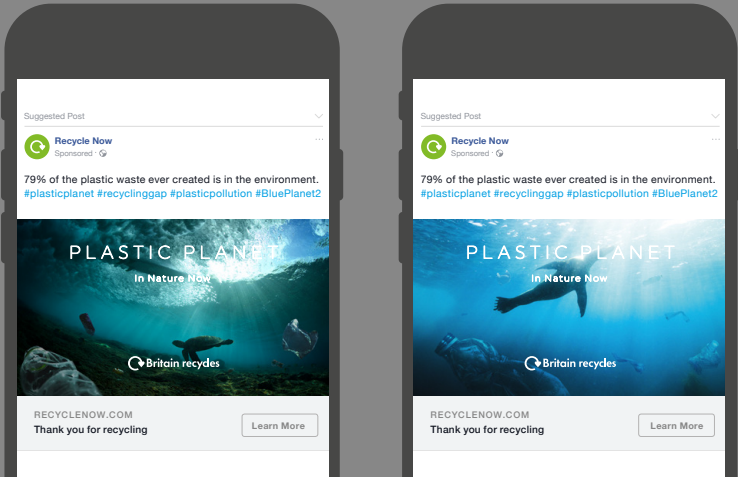 Suggested Post
Recycle Now
Sponsored ·
79% of the plastic waste ever created is in the environment.
#plasticplanet #recyclinggap #plasticpollution #BluePlanet2
PLASTIC PLANET
In Nature Now
Britain recycles
RECYCLENOW.COM
Thank you for recycling
Learn More
Suggested Post
Recycle Now
Sponsored ·
79% of the plastic waste ever created is in the environment.
#plasticplanet #recyclinggap #plasticpollution #BluePlanet2
PLASTIC PLANET
In Nature Now
Britain recycles
RECYCLENOW.COM
Thank you for recycling
Learn More